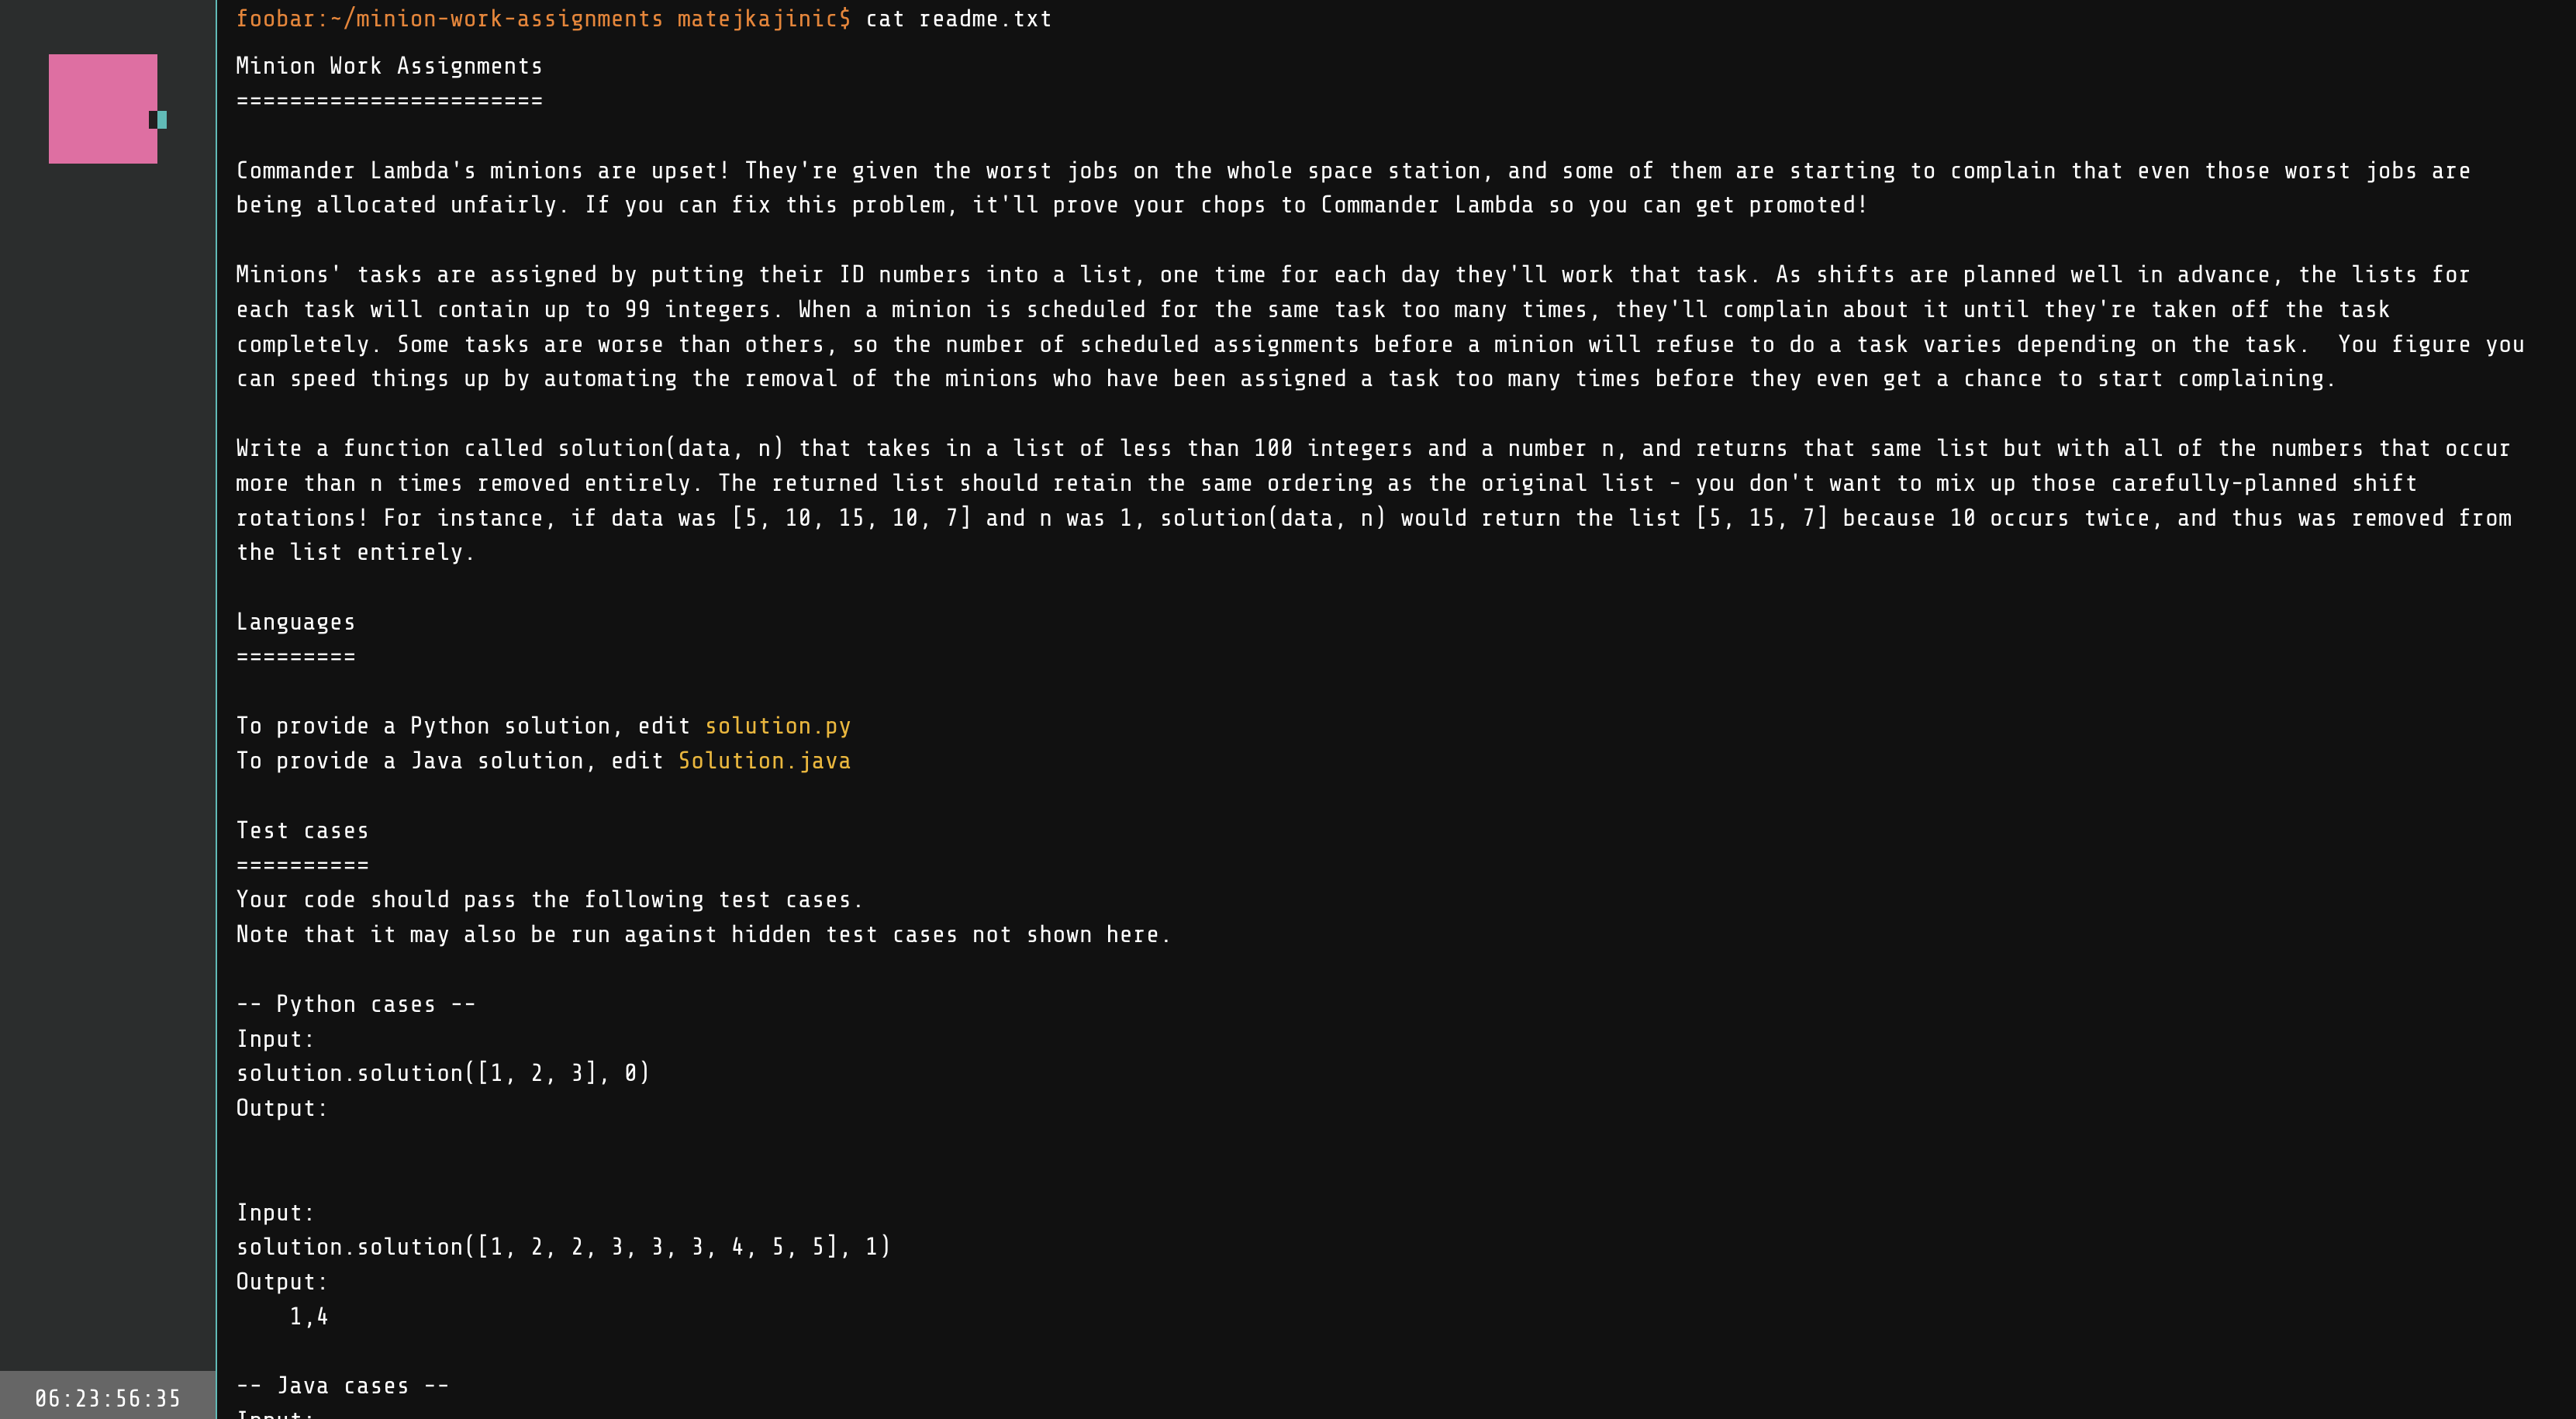 foobar:~/minion-work-assignments matejkajinic$ cat readme.txt
Minion Work Assignments
=======================
Commander Lambda's minions are upset! They're given the worst jobs on the whole space station, and some of them are starting to complain that even those worst jobs are
being allocated unfairly. If you can fix this problem, it'll prove your chops to Commander Lambda so you can get promoted!
Minions' tasks are assigned by putting their ID numbers into a list, one time for each day they'll work that task. As shifts are planned well in advance, the lists for
each task will contain up to 99 integers. When a minion is scheduled for the same task too many times, they'll complain about it until they're taken off the task
completely. Some tasks are worse than others, so the number of scheduled assignments before a minion will refuse to do a task varies depending on the task.  You figure you
can speed things up by automating the removal of the minions who have been assigned a task too many times before they even get a chance to start complaining.
Write a function called solution(data, n) that takes in a list of less than 100 integers and a number n, and returns that same list but with all of the numbers that occur
more than n times removed entirely. The returned list should retain the same ordering as the original list - you don't want to mix up those carefully-planned shift
rotations! For instance, if data was [5, 10, 15, 10, 7] and n was 1, solution(data, n) would return the list [5, 15, 7] because 10 occurs twice, and thus was removed from
the list entirely.
Languages
=========
To provide a Python solution, edit solution.py
To provide a Java solution, edit Solution.java
Test cases
==========
Your code should pass the following test cases.
Note that it may also be run against hidden test cases not shown here.
-- Python cases --
Input:
solution.solution([1, 2, 3], 0)
Output:
Input:
solution.solution([1, 2, 2, 3, 3, 3, 4, 5, 5], 1)
Output:
    1,4
-- Java cases --
Input:
06:23:56:35